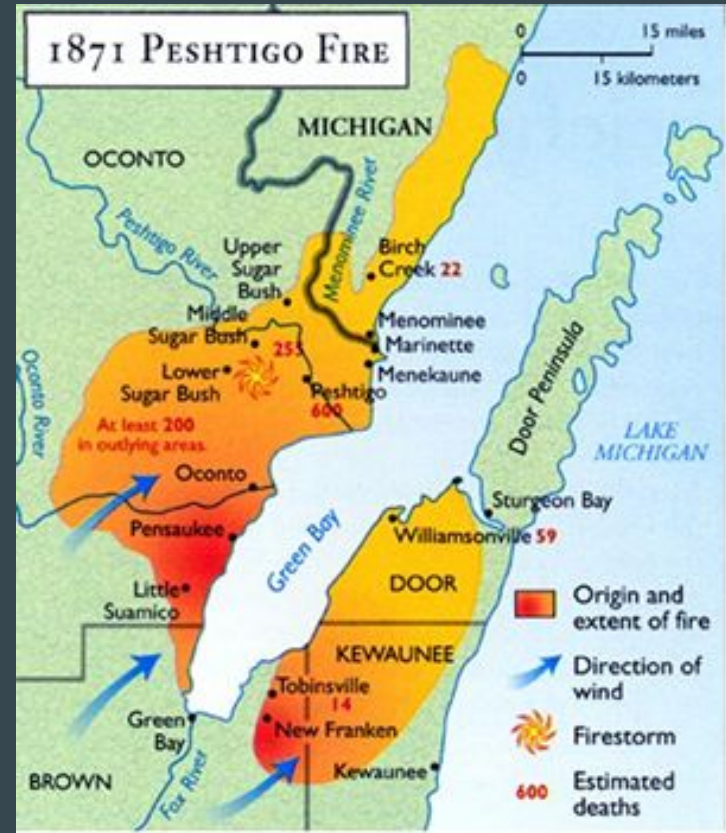 1871 PESHTIGO FIRE
0 15 miles
0 15 kilometers
MICHIGAN
OCONTO
Peshtigo River
Menominee River
Upper
Sugar
Bush
Birch
Creek 22
Middle
Sugar Bush
255
Menominee
Marinette
Menekaune
Lower
Sugar Bush
Peshtigo
600
Oconto River
At least 200
in outlying areas
Door Peninsula
LAKE
MICHIGAN
Oconto
Sturgeon Bay
Pensaukee
Green Bay
Williamsonville 59
DOOR
Little
Suamico
Origin and
extent of fire
KEWAUNEE
Direction of
wind
Tobinsville
14
New Franken
Green
Bay
Firestorm
Kewaunee
BROWN
Fox River
600 Estimated
deaths